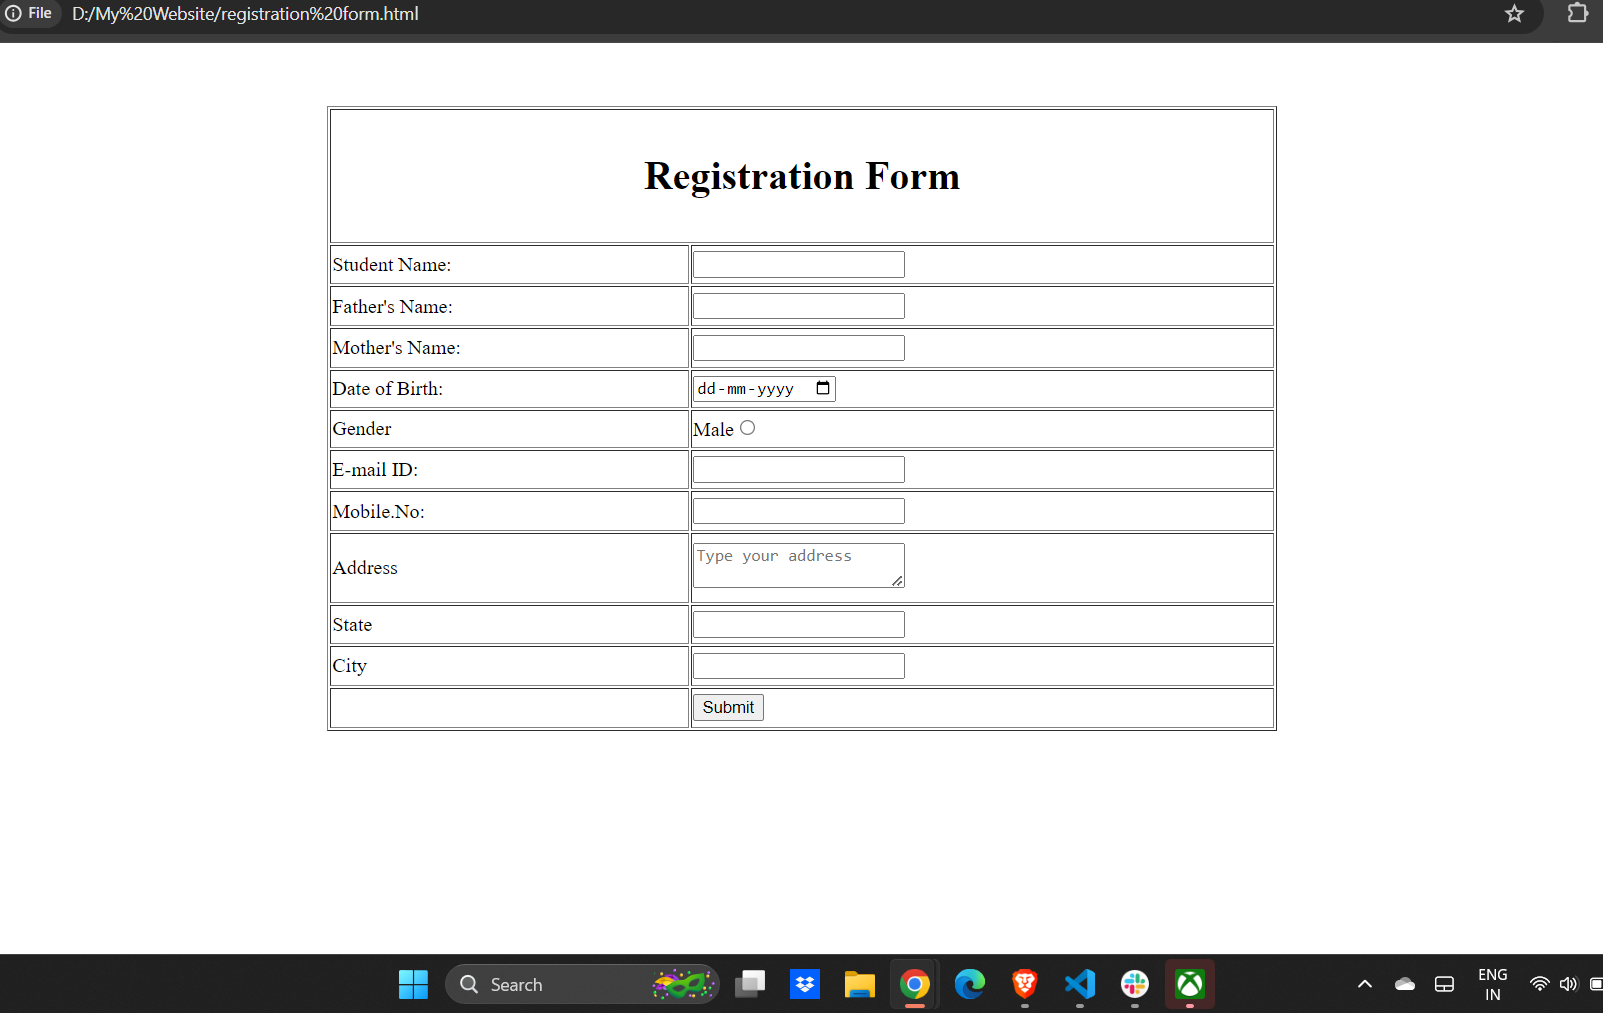 File D:/My%20Website/registration%20form.html
Registration Form
Student Name:
Father's Name:
Mother's Name:
Date of Birth: dd-mm-yyyy
Gender Male
E-mail ID:
Mobile.No:
Address Type your address
State
City
Submit
Search ENG
IN